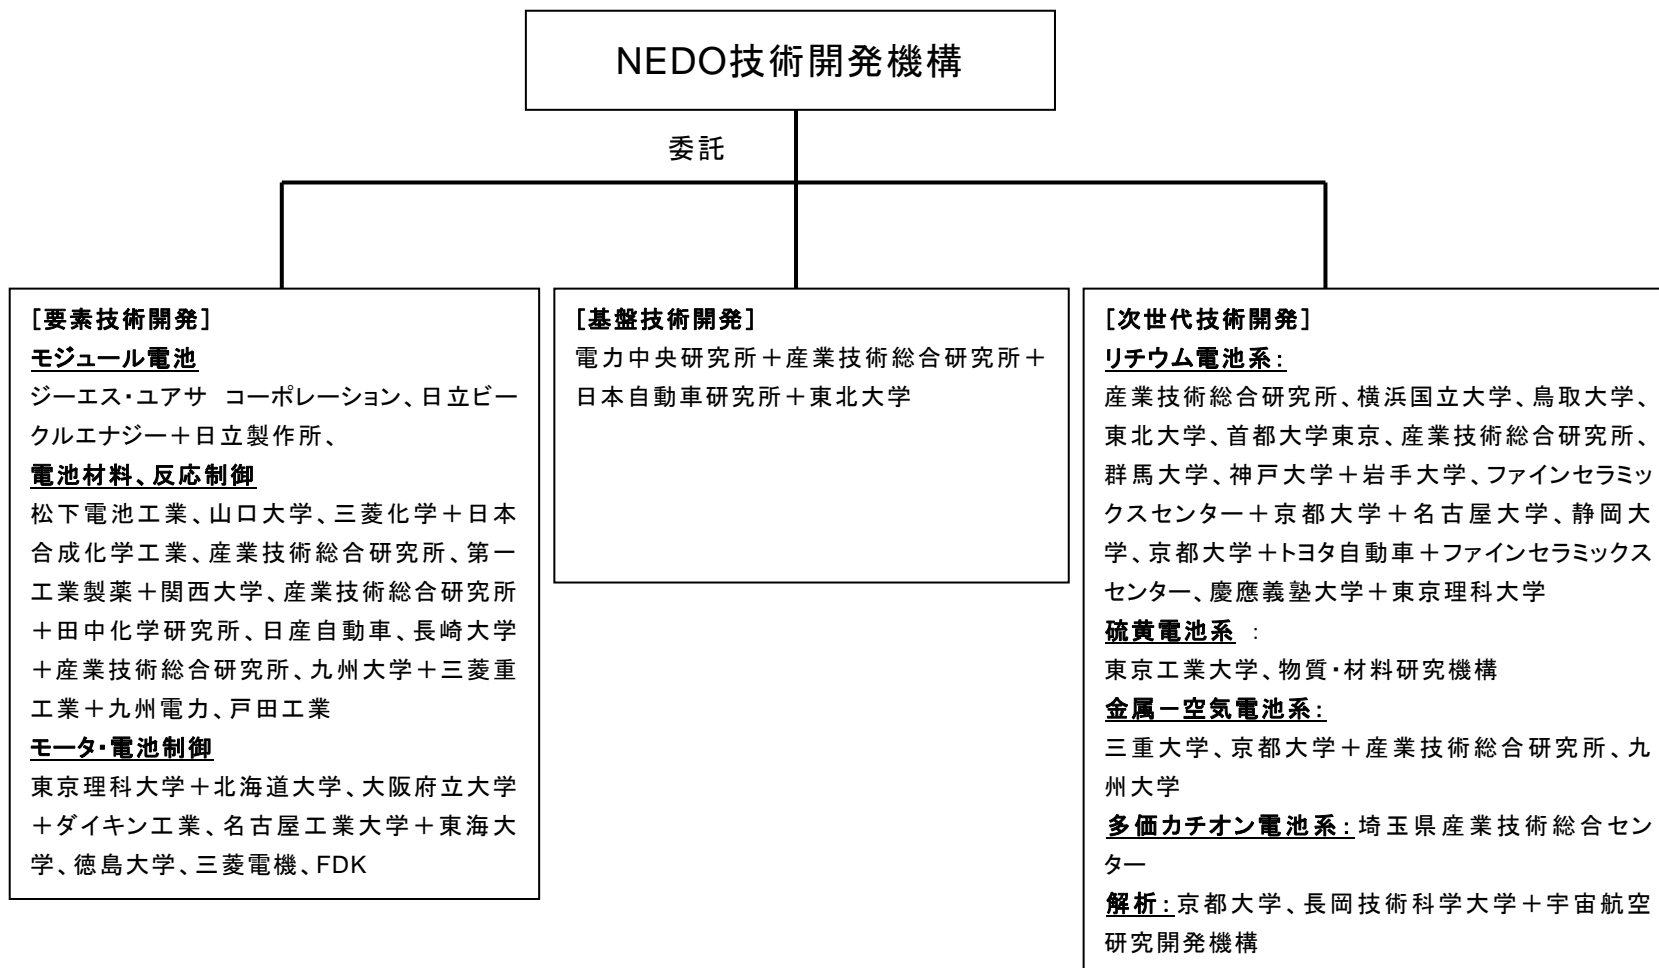 NEDO技術開発機構
委託
[要素技術開発]
モジュール電池
ジーエス・ユアサ コーポレーション、日立ビー
クルエナジー＋日立製作所、
電池材料、反応制御
松下電池工業、山口大学、三菱化学＋日本
合成化学工業、産業技術総合研究所、第一
工業製薬＋関西大学、産業技術総合研究所
＋田中化学研究所、日産自動車、長崎大学
＋産業技術総合研究所、九州大学＋三菱重
工業＋九州電力、戸田工業
モータ・電池制御
東京理科大学＋北海道大学、大阪府立大学
＋ダイキン工業、名古屋工業大学＋東海大
学、徳島大学、三菱電機、FDK
[基盤技術開発]
電力中央研究所＋産業技術総合研究所＋
日本自動車研究所＋東北大学
[次世代技術開発]
リチウム電池系：
産業技術総合研究所、横浜国立大学、鳥取大学、
東北大学、首都大学東京、産業技術総合研究所、
群馬大学、神戸大学＋岩手大学、ファインセラミッ
クスセンター＋京都大学＋名古屋大学、静岡大
学、京都大学＋トヨタ自動車＋ファインセラミックス
センター、慶應義塾大学＋東京理科大学
硫黄電池系 ：
東京工業大学、物質・材料研究機構
金属－空気電池系：
三重大学、京都大学＋産業技術総合研究所、九
州大学
多価カチオン電池系：埼玉県産業技術総合セン
ター
解析：京都大学、長岡技術科学大学＋宇宙航空
研究開発機構